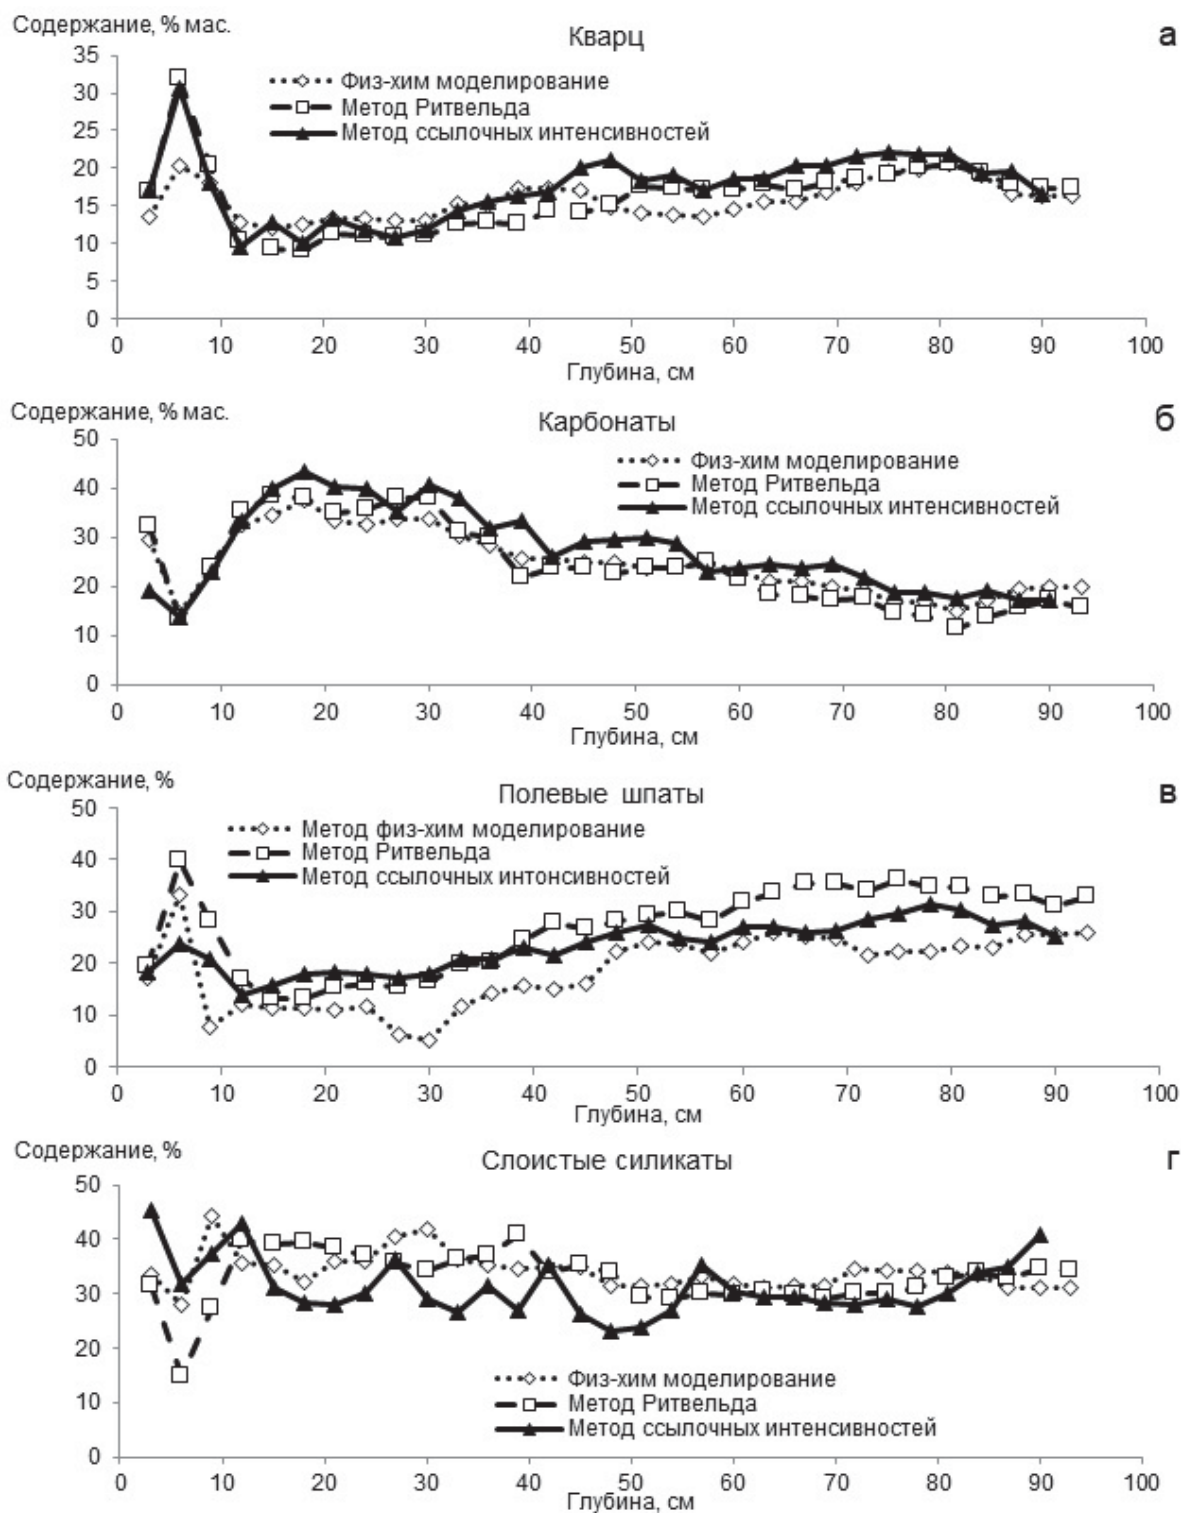 Содержание, % мас.
Кварц
а
35
30
25
20
15
10
5
0
Физ-хим моделирование
Метод Ритвельда
Метод ссылочных интенсивностей
0 10 20 30 40 50 60 70 80 90 100
Глубина, см
Содержание, % мас.
Карбонаты
б
50
40
30
20
10
0
Физ-хим моделирование
Метод Ритвельда
Метод ссылочных интенсивностей
0 10 20 30 40 50 60 70 80 90 100
Глубина, см
Содержание, %
Полевые шпаты
в
50
40
30
20
10
0
Метод физ-хим моделирование
Метод Ритвельда
Метод ссылочных интонсивностей
0 10 20 30 40 50 60 70 80 90 100
Глубина, см
Содержание, %
Слоистые силикаты
г
50
40
30
20
10
0
Физ-хим моделирование
Метод Ритвельда
Метод ссылочных интенсивностей
0 10 20 30 40 50 60 70 80 90 100
Глубина, см